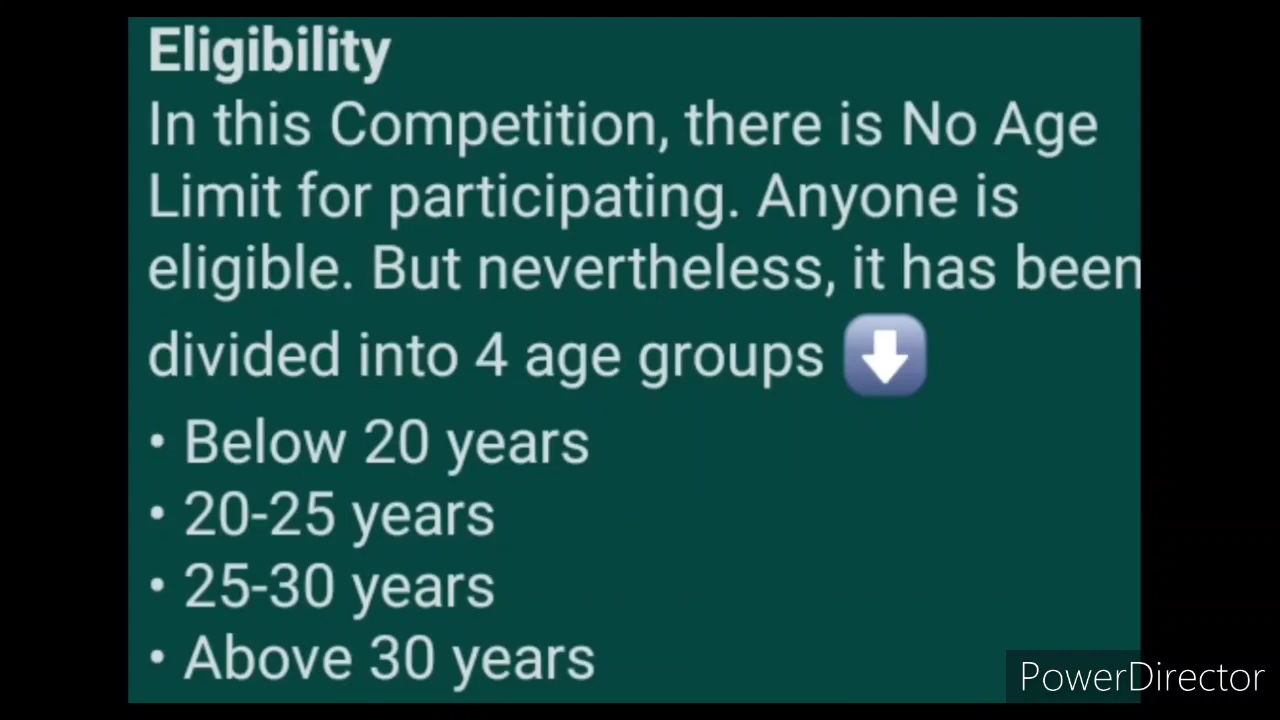 Eligibility
In this Competition, there is No Age
Limit for participating. Anyone is
eligible. But nevertheless, it has been
divided into 4 age groups ⬇️
• Below 20 years
• 20-25 years
• 25-30 years
• Above 30 years
PowerDirector